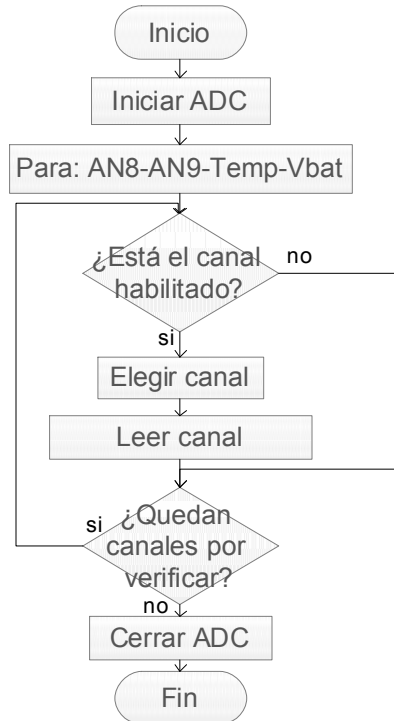 Inicio
Iniciar ADC
Para: AN8-AN9-Temp-Vbat
¿Está el canal
habilitado?
no
si
Elegir canal
Leer canal
¿Quedan
canales por
verificar?
si
no
Cerrar ADC
Fin